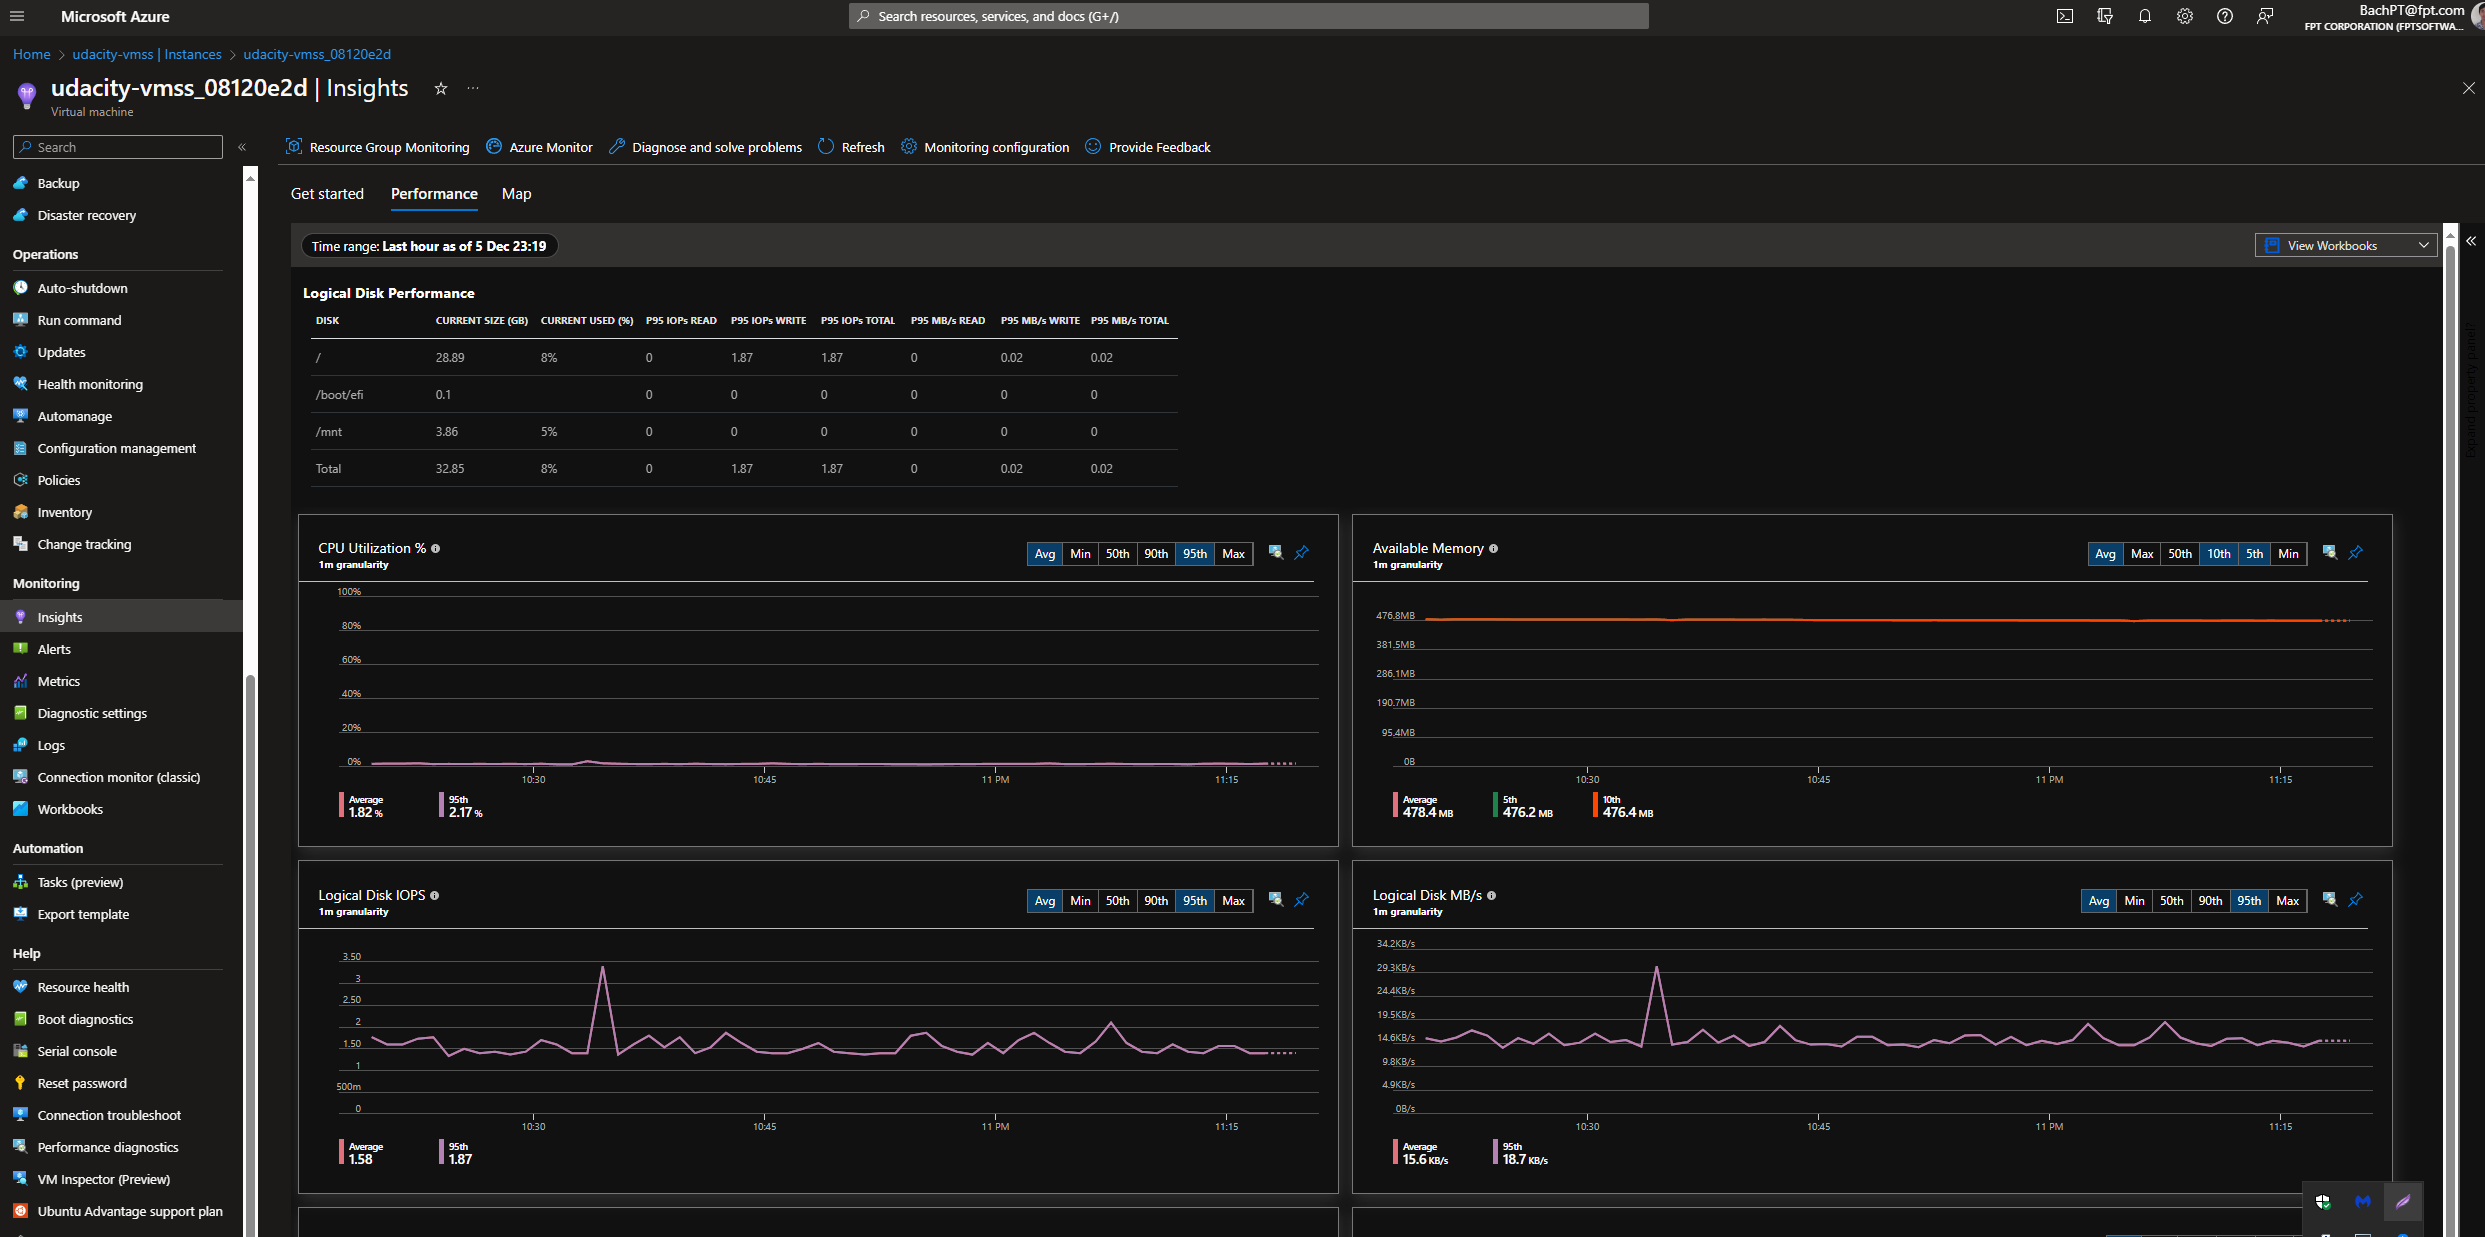 Microsoft Azure
Search resources, services, and docs (G+/)
BachPT@fpt.com
FPT CORPORATION (FPTSOFTWA...
Home > udacity-vmss | Instances > udacity-vmss_08120e2d
udacity-vmss_08120e2d | Insights
Virtual machine
Search
Backup
Disaster recovery
Operations
Auto-shutdown
Run command
Updates
Health monitoring
Automanage
Configuration management
Policies
Inventory
Change tracking
Monitoring
Insights
Alerts
Metrics
Diagnostic settings
Logs
Connection monitor (classic)
Workbooks
Automation
Tasks (preview)
Export template
Help
Resource health
Boot diagnostics
Serial console
Reset password
Connection troubleshoot
Performance diagnostics
VM Inspector (Preview)
Ubuntu Advantage support plan
Resource Group Monitoring Azure Monitor Diagnose and solve problems Refresh Monitoring configuration Provide Feedback
Get started Performance Map
Time range: Last hour as of 5 Dec 23:19
View Workbooks
Expand property panel?
Logical Disk Performance
DISK CURRENT SIZE (GB) CURRENT USED (%) P95 IOPs READ P95 IOPs WRITE P95 IOPs TOTAL P95 MB/s READ P95 MB/s WRITE P95 MB/s TOTAL
/ 28.89 8% 0 1.87 1.87 0 0.02 0.02
/boot/efi 0.1 0 0 0 0 0 0
/mnt 3.86 5% 0 0 0 0 0 0
Total 32.85 8% 0 1.87 1.87 0 0.02 0.02
CPU Utilization %
1m granularity
Avg Min 50th 90th 95th Max
100%
80%
60%
40%
20%
0%
10:30 10:45 11 PM 11:15
Average 95th
1.82 % 2.17 %
Available Memory
1m granularity
Avg Max 50th 10th 5th Min
476.8MB
381.5MB
286.1MB
190.7MB
95.4MB
0B
10:30 10:45 11 PM 11:15
Average 5th 10th
478.4 MB 476.2 MB 476.4 MB
Logical Disk IOPS
1m granularity
Avg Min 50th 90th 95th Max
3.50
3
2.50
2
1.50
1
500m
0
10:30 10:45 11 PM 11:15
Average 95th
1.58 1.87
Logical Disk MB/s
1m granularity
Avg Min 50th 90th 95th Max
34.2KB/s
29.3KB/s
24.4KB/s
19.5KB/s
14.6KB/s
9.8KB/s
4.9KB/s
0B/s
10:30 10:45 11 PM 11:15
Average 95th
15.6 KB/s 18.7 KB/s